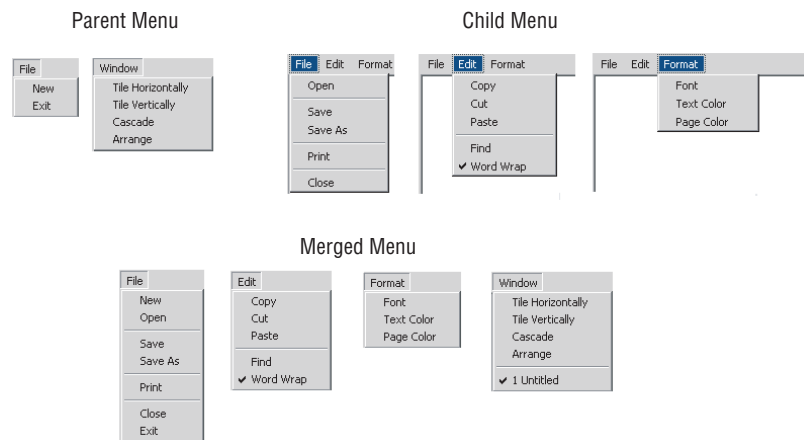 Parent Menu
Child Menu
File
New
Exit
Window
Tile Horizontally
Tile Vertically
Cascade
Arrange
File Edit Format
Open
Save
Save As
Print
Close
File Edit Format
Copy
Cut
Paste
Find
✔ Word Wrap
File Edit Format
Font
Text Color
Page Color
Merged Menu
File
New
Open
Save
Save As
Print
Close
Exit
Edit
Copy
Cut
Paste
Find
✔ Word Wrap
Format
Font
Text Color
Page Color
Window
Tile Horizontally
Tile Vertically
Cascade
Arrange
✔ 1 Untitled